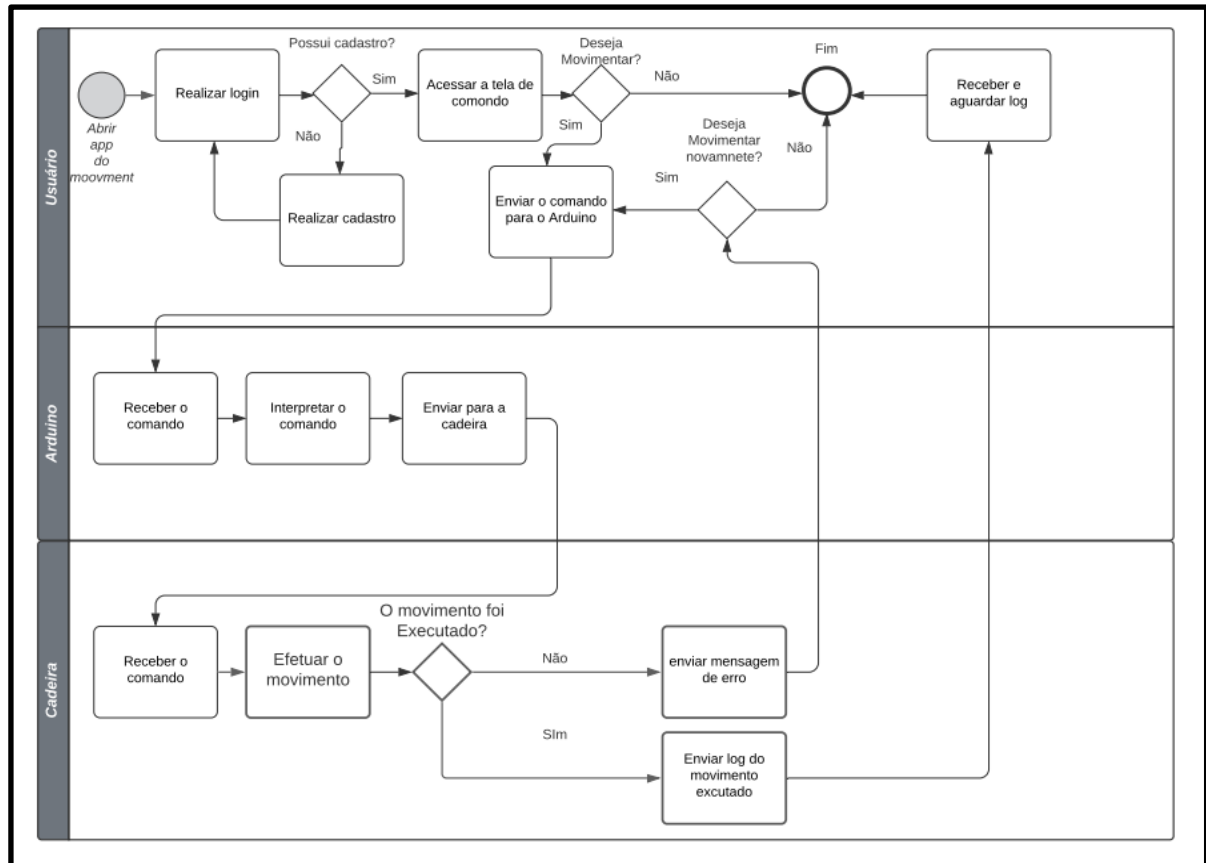 Usuário
Abrir
app
do
moovment
Realizar login
Possui cadastro?
Sim
Não
Realizar cadastro
Acessar a tela de
comondo
Deseja
Movimentar?
Não
Sim
Enviar o comando
para o Arduino
Fim
Deseja
Movimentar
novamnete?
Sim
Não
Receber e
aguardar log
Arduino
Receber o
comando
Interpretar o
comando
Enviar para a
cadeira
Cadeira
Receber o
comando
Efetuar o
movimento
O movimento foi
Executado?
Não
enviar mensagem
de erro
SIm
Enviar log do
movimento
excutado